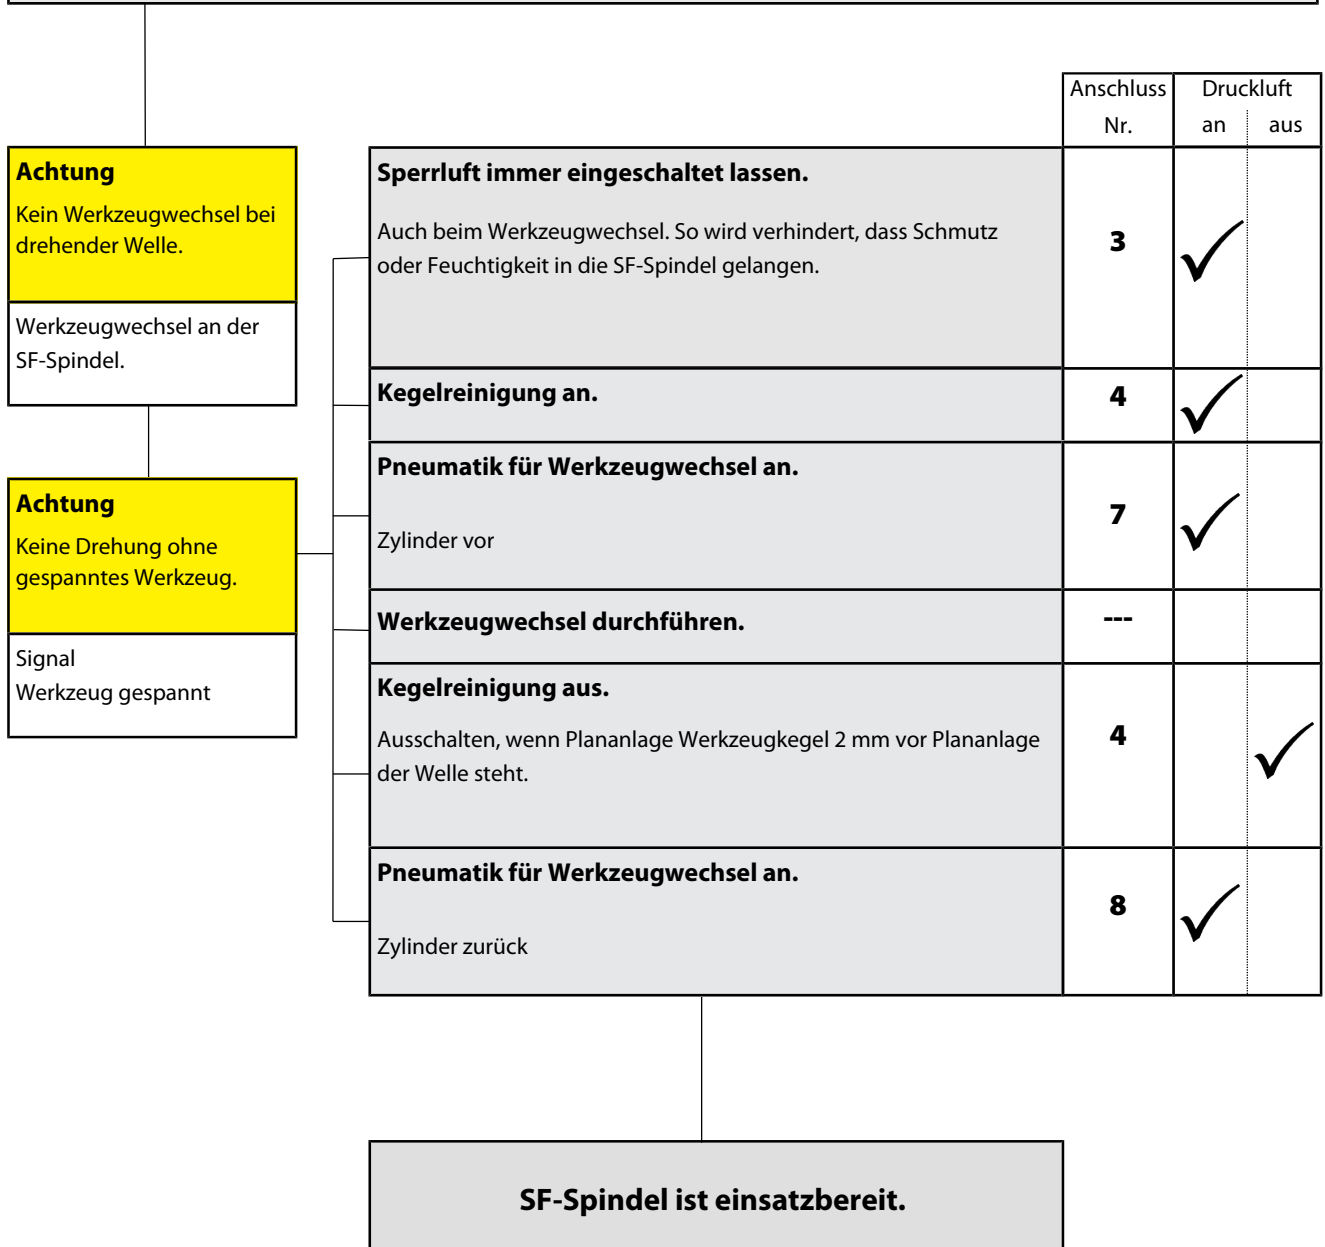 Anschluss Druckluft
Nr. an aus
Achtung
Kein Werkzeugwechsel bei
drehender Welle.
Werkzeugwechsel an der
SF-Spindel.
Achtung
Keine Drehung ohne
gespanntes Werkzeug.
Signal
Werkzeug gespannt
Sperrluft immer eingeschaltet lassen.
Auch beim Werkzeugwechsel. So wird verhindert, dass Schmutz
oder Feuchtigkeit in die SF-Spindel gelangen.
3 ✓
Kegelreinigung an.
4 ✓
Pneumatik für Werkzeugwechsel an.
Zylinder vor
7 ✓
Werkzeugwechsel durchführen.
---
Kegelreinigung aus.
Ausschalten, wenn Plananlage Werkzeugkegel 2 mm vor Plananlage
der Welle steht.
4 ✓
Pneumatik für Werkzeugwechsel an.
Zylinder zurück
8 ✓
SF-Spindel ist einsatzbereit.